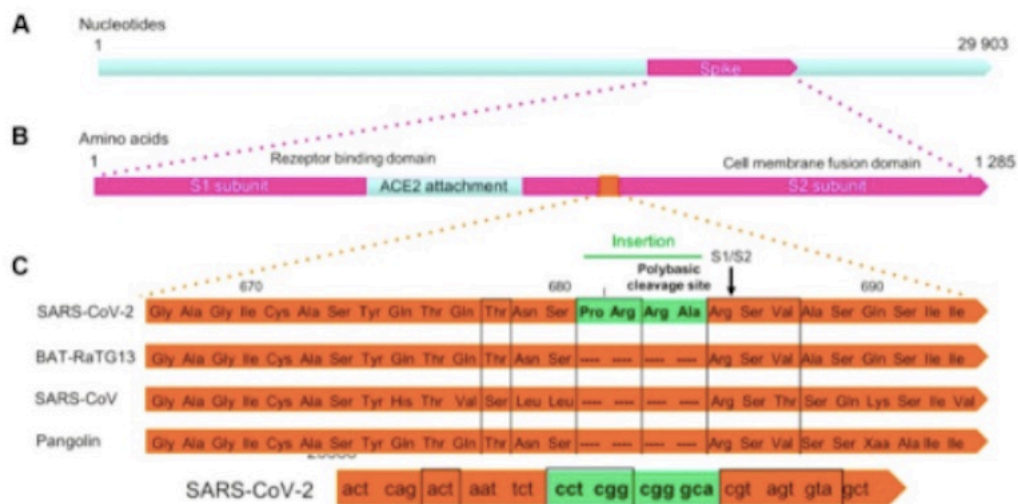 A
Nucleotides
1 29 903
Spike
B
Amino acids
1 Rezeptor binding domain Cell membrane fusion domain 1 285
S1 subunit ACE2 attachment S2 subunit
Insertion
C
Polybasic cleavage site S1/S2
670 680 690
SARS-CoV-2 Gly Ala Gly Ile Cys Ala Ser Tyr Gln Thr Gln Thr Asn Ser Pro Arg Arg Ala Arg Ser Val Ala Ser Gln Ser Ile Ile
BAT-RaTG13 Gly Ala Gly Ile Cys Ala Ser Tyr Gln Thr Gln Thr Asn Ser ---- ---- ---- ---- Arg Ser Val Ala Ser Gln Ser Ile Ile
SARS-CoV Gly Ala Gly Ile Cys Ala Ser Tyr His Thr Val Ser Leu Leu ---- ---- ---- ---- Arg Ser Thr Ser Gln Lys Ser Ile Val
Pangolin Gly Ala Gly Ile Cys Ala Ser Tyr Gln Thr Gln Thr Asn Ser ---- ---- ---- ---- Arg Ser Val Ser Ser Xaa Ala Ile Ile
SARS-CoV-2 act cag act aat tct cct cgg cgg gca cgt agt gta gct